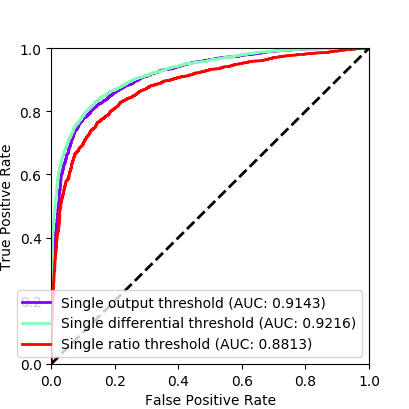 1.0
0.8
0.6
0.4
0.2
0.0
True Positive Rate
Single output threshold (AUC: 0.9143)
Single differential threshold (AUC: 0.9216)
Single ratio threshold (AUC: 0.8813)
0.0 0.2 0.4 0.6 0.8 1.0
False Positive Rate